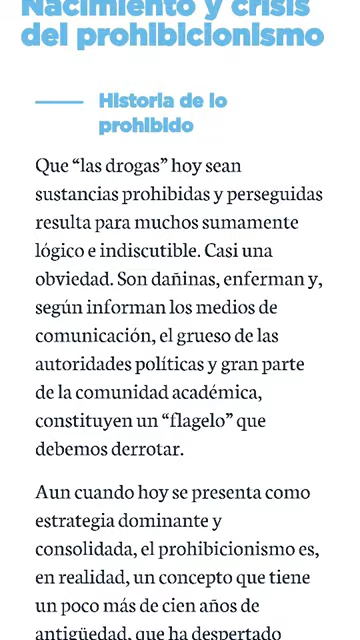 Nacimiento y crisis
del prohibicionismo
Historia de lo
prohibido
Que “las drogas” hoy sean
sustancias prohibidas y perseguidas
resulta para muchos sumamente
lógico e indiscutible. Casi una
obviedad. Son dañinas, enferman y,
según informan los medios de
comunicación, el grueso de las
autoridades políticas y gran parte
de la comunidad académica,
constituyen un “flagelo” que
debemos derrotar.
Aun cuando hoy se presenta como
estrategia dominante y
consolidada, el prohibicionismo es,
en realidad, un concepto que tiene
un poco más de cien años de
antigüedad, que ha despertado